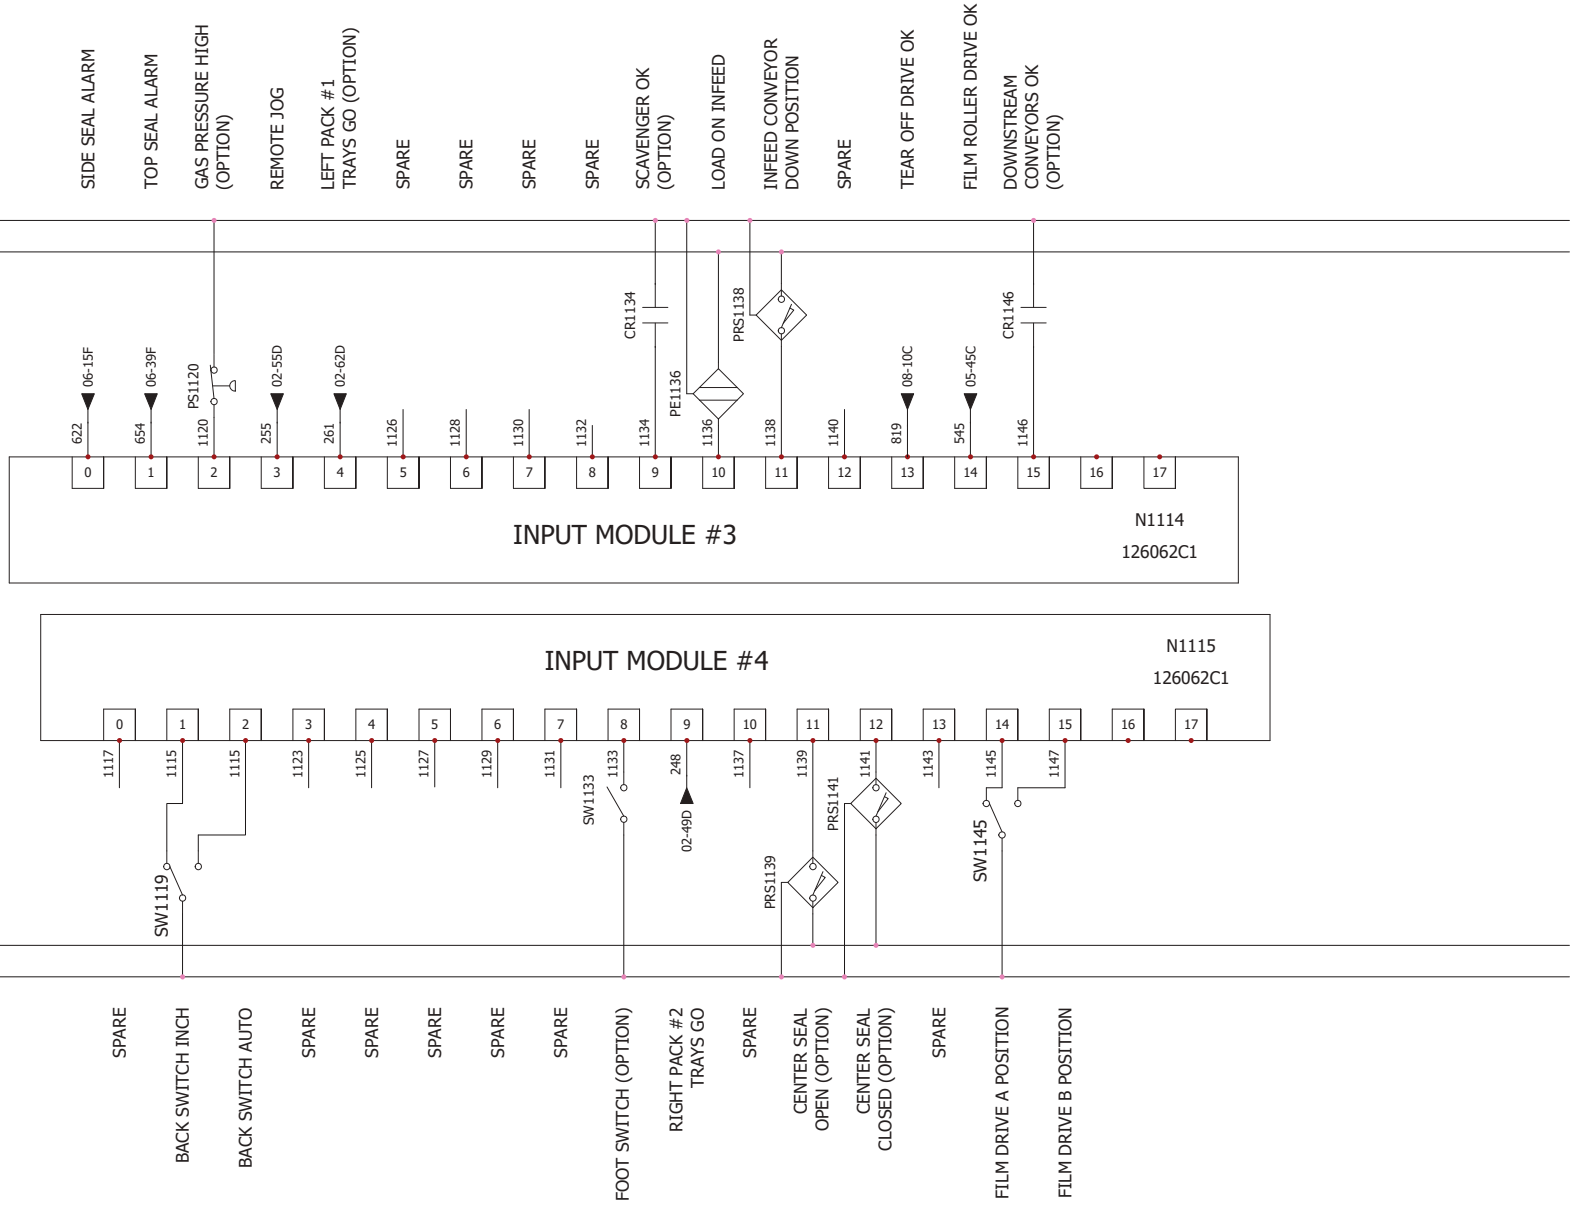 SIDE SEAL ALARM
TOP SEAL ALARM
GAS PRESSURE HIGH
(OPTION)
REMOTE JOG
LEFT PACK #1
TRAYS GO (OPTION)
SPARE
SPARE
SPARE
SPARE
SCAVENGER OK
(OPTION)
LOAD ON INFEED
INFEED CONVEYOR
DOWN POSITION
SPARE
TEAR OFF DRIVE OK
FILM ROLLER DRIVE OK
DOWNSTREAM
CONVEYORS OK
(OPTION)
06-15F
06-39F
PS1120
02-55D
02-62D
CR1134
PE1136
PRS1138
08-10C
05-45C
CR1146
622
654
1120
255
261
1126
1128
1130
1132
1134
1136
1138
1140
819
545
1146
0
1
2
3
4
5
6
7
8
9
10
11
12
13
14
15
16
17
INPUT MODULE #3
N1114
126062C1
INPUT MODULE #4
N1115
126062C1
0
1
2
3
4
5
6
7
8
9
10
11
12
13
14
15
16
17
1117
1115
1115
1123
1125
1127
1129
1131
1133
248
1137
1139
1141
1143
1145
1147
SW1119
SW1133
02-49D
PRS1139
PRS1141
SW1145
SPARE
BACK SWITCH INCH
BACK SWITCH AUTO
SPARE
SPARE
SPARE
SPARE
SPARE
FOOT SWITCH (OPTION)
RIGHT PACK #2
TRAYS GO
SPARE
CENTER SEAL
OPEN (OPTION)
CENTER SEAL
CLOSED (OPTION)
SPARE
FILM DRIVE A POSITION
FILM DRIVE B POSITION